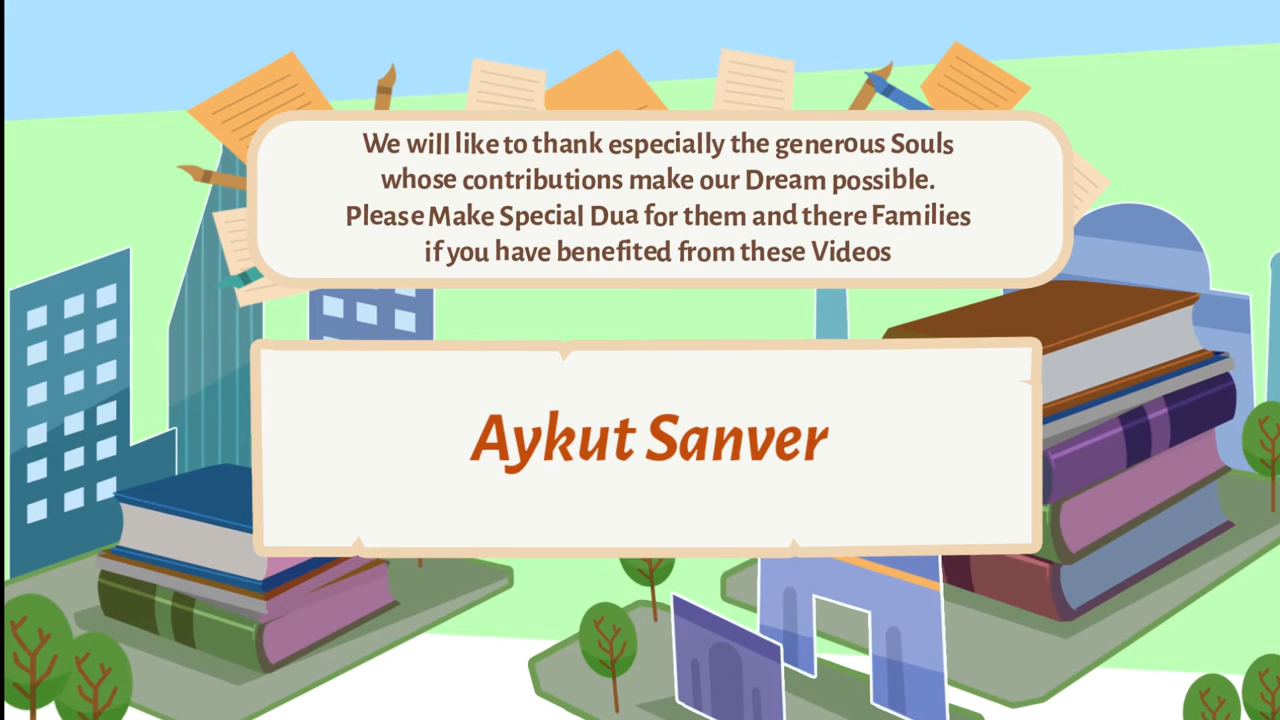 We will like to thank especially the generous Souls
whose contributions make our Dream possible.
Please Make Special Dua for them and there Families
if you have benefited from these Videos
Aykut Sanver